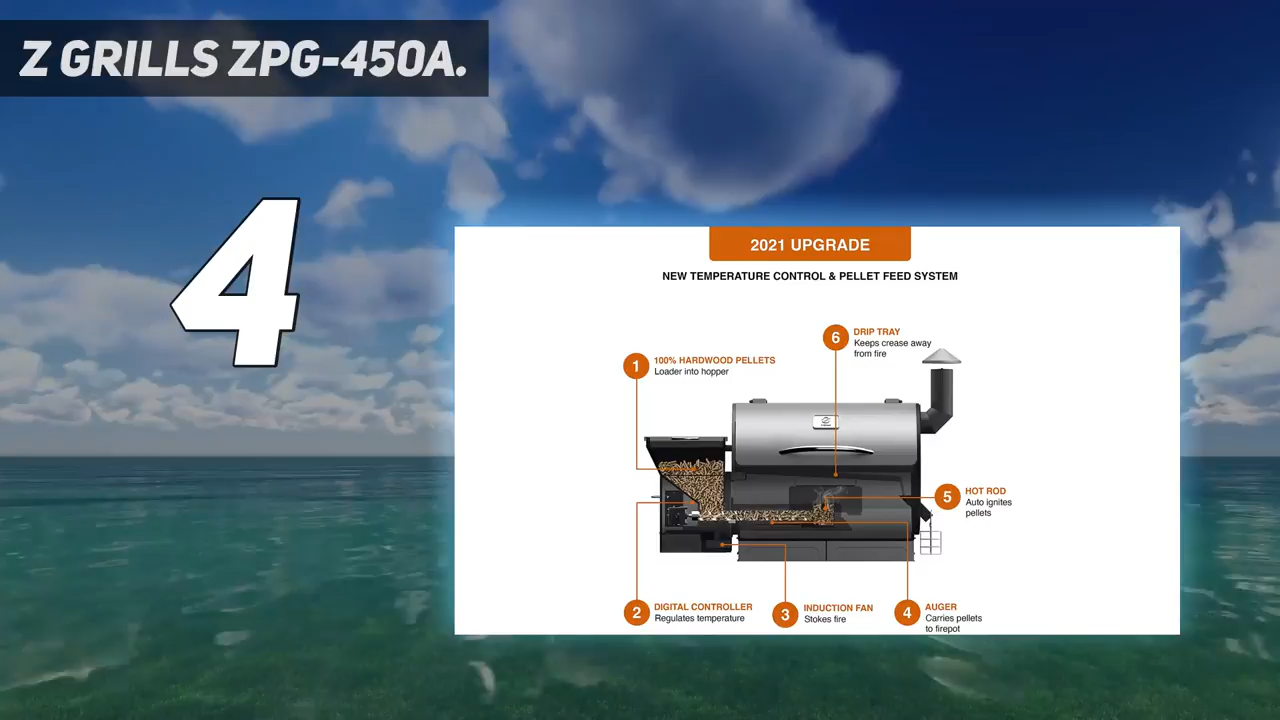 Z GRILLS ZPG-450A.
4
2021 UPGRADE
NEW TEMPERATURE CONTROL & PELLET FEED SYSTEM
6 DRIP TRAY
Keeps crease away
from fire
1 100% HARDWOOD PELLETS
Loader into hopper
5 HOT ROD
Auto ignites
pellets
2 DIGITAL CONTROLLER
Regulates temperature
3 INDUCTION FAN
Stokes fire
4 AUGER
Carries pellets
to firepot